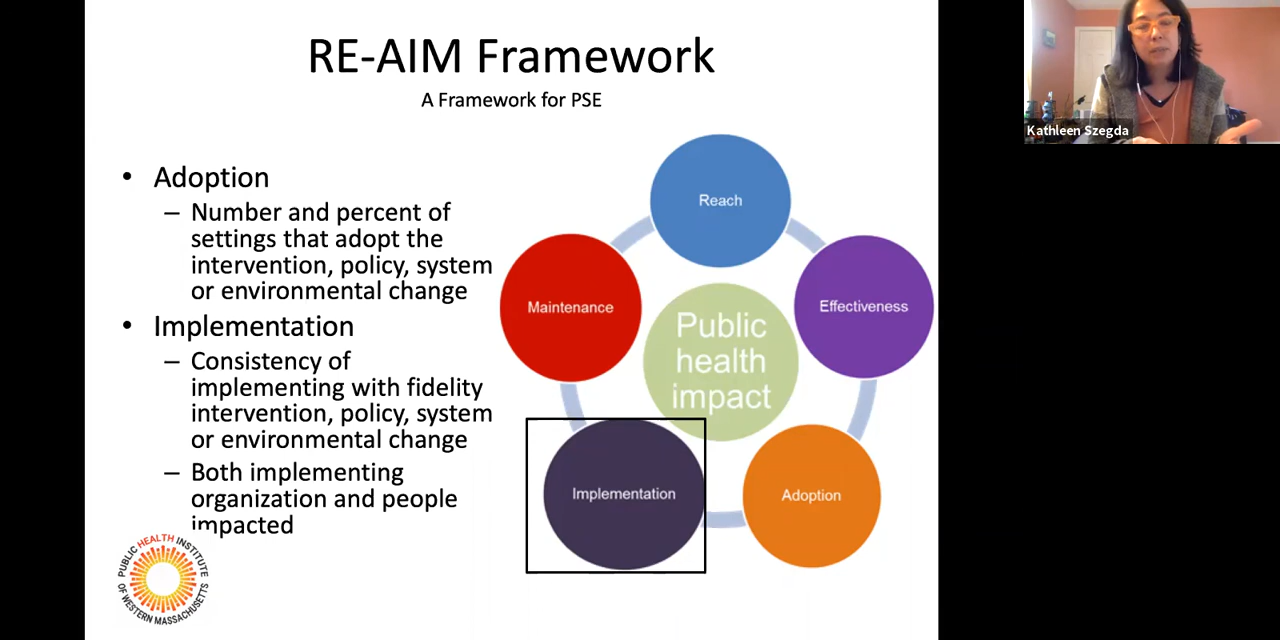 RE-AIM Framework
A Framework for PSE
• Adoption
– Number and percent of
settings that adopt the
intervention, policy, system
or environmental change
• Implementation
– Consistency of
implementing with fidelity
intervention, policy, system
or environmental change
– Both implementing
organization and people
impacted
Reach
Effectiveness
Adoption
Implementation
Maintenance
Public
health
impact
PUBLIC HEALTH INSTITUTE
OF WESTERN MASSACHUSETTS
Kathleen Szegda